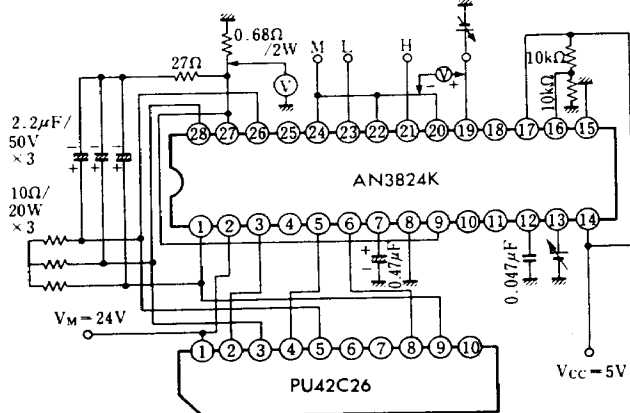 0.68Ω
/2W
M L H
27Ω
V
- V +
10kΩ
10kΩ
2.2μF/
50V
×3
- - -
+ + +
28 27 26 25 24 23 22 21 20 19 18 17 16 15
AN3824K
10Ω/
20W
×3
1 2 3 4 5 6 7 8 9 10 11 12 13 14
+
-
0.47μF
0.047μF
VM=24V
1 2 3 4 5 6 7 8 9 10
VCC=5V
PU42C26